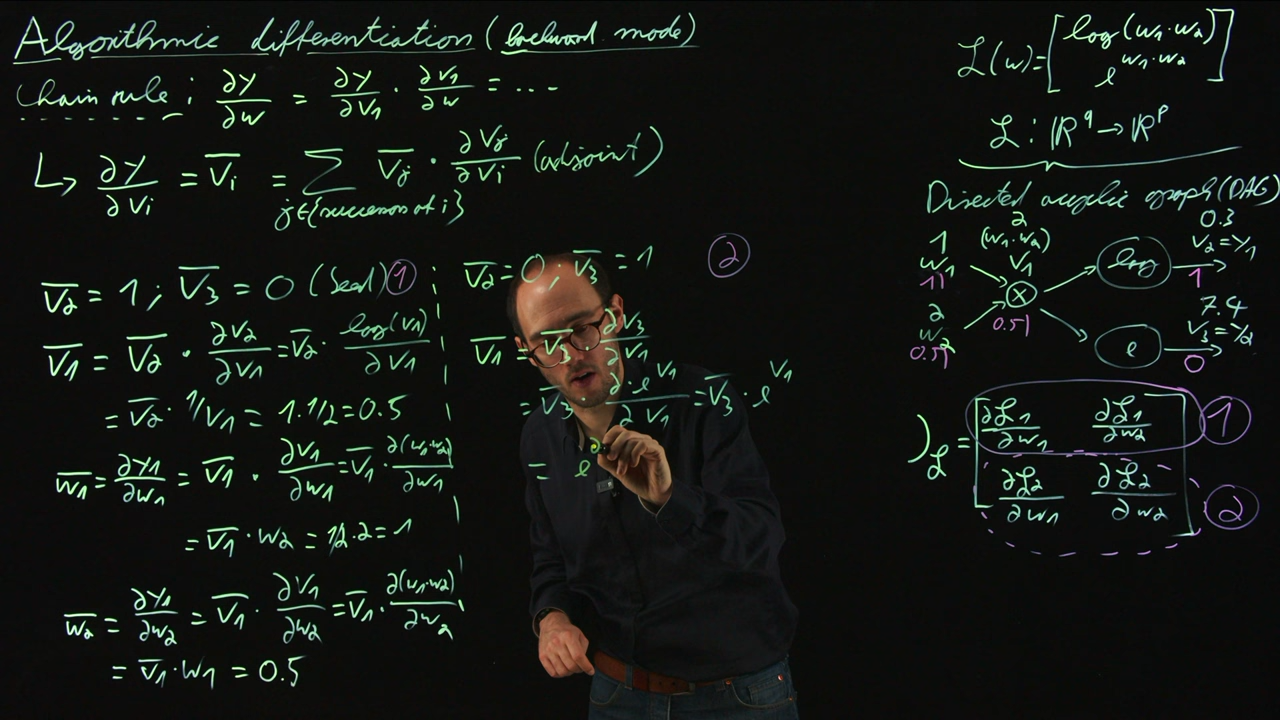 Algorithmic differentiation (backward mode)
Chain rule : ∂y/∂w = ∂y/∂v1 · ∂v1/∂w = ...
↳ ∂y/∂vi = v̄i = Σ j∈{successors of i} v̄j · ∂vj/∂vi (adjoint)
v̄2 = 1 ; v̄3 = 0 (seed) 1
v̄1 = v̄2 · ∂v2/∂v1 = v̄2 · log(v1)/∂v1
= v̄2 · 1/v1 = 1.1/2 = 0.5
w̄1 = ∂y1/∂w1 = v̄1 · ∂v1/∂w1 = v̄1 · ∂(w1·w2)/∂w1
= v̄1 · w2 = 1/2.2 = 1
w̄2 = ∂y1/∂w2 = v̄1 · ∂v1/∂w2 = v̄1 · ∂(w1·w2)/∂w2
= v̄1 · w1 = 0.5
v̄2 = 0 ; v̄3 = 1 2
v̄1 = v̄3 · ∂v3/∂v1
= v̄3 · ∂·e^v1/∂v1 = v̄3 · e^v1
= e^2
L(w) = [log(w1·w2)
e^w1·w2]
L : R^q → R^p
Directed acyclic graph (DAG)
2 0.3
1 (w1·w2) v2 = y1
w1 v1 log
1 × 1
2 0.5 7.4
w2 v3 = y2
0.5 e 0
J_L = [∂L1/∂w1 ∂L1/∂w2 1
∂L2/∂w1 ∂L2/∂w2] 2